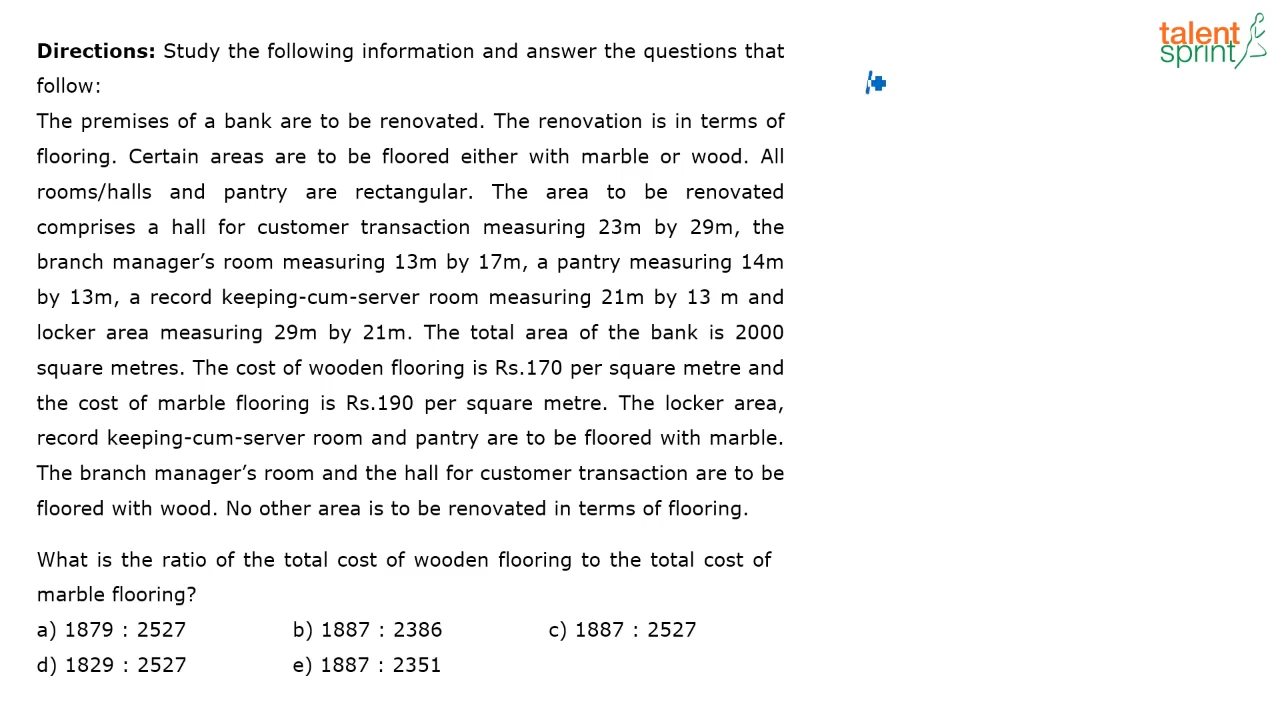 talent
sprint
Directions: Study the following information and answer the questions that
follow:
The premises of a bank are to be renovated. The renovation is in terms of
flooring. Certain areas are to be floored either with marble or wood. All
rooms/halls and pantry are rectangular. The area to be renovated
comprises a hall for customer transaction measuring 23m by 29m, the
branch manager’s room measuring 13m by 17m, a pantry measuring 14m
by 13m, a record keeping-cum-server room measuring 21m by 13 m and
locker area measuring 29m by 21m. The total area of the bank is 2000
square metres. The cost of wooden flooring is Rs.170 per square metre and
the cost of marble flooring is Rs.190 per square metre. The locker area,
record keeping-cum-server room and pantry are to be floored with marble.
The branch manager’s room and the hall for customer transaction are to be
floored with wood. No other area is to be renovated in terms of flooring.
What is the ratio of the total cost of wooden flooring to the total cost of
marble flooring?
a) 1879 : 2527 b) 1887 : 2386 c) 1887 : 2527
d) 1829 : 2527 e) 1887 : 2351